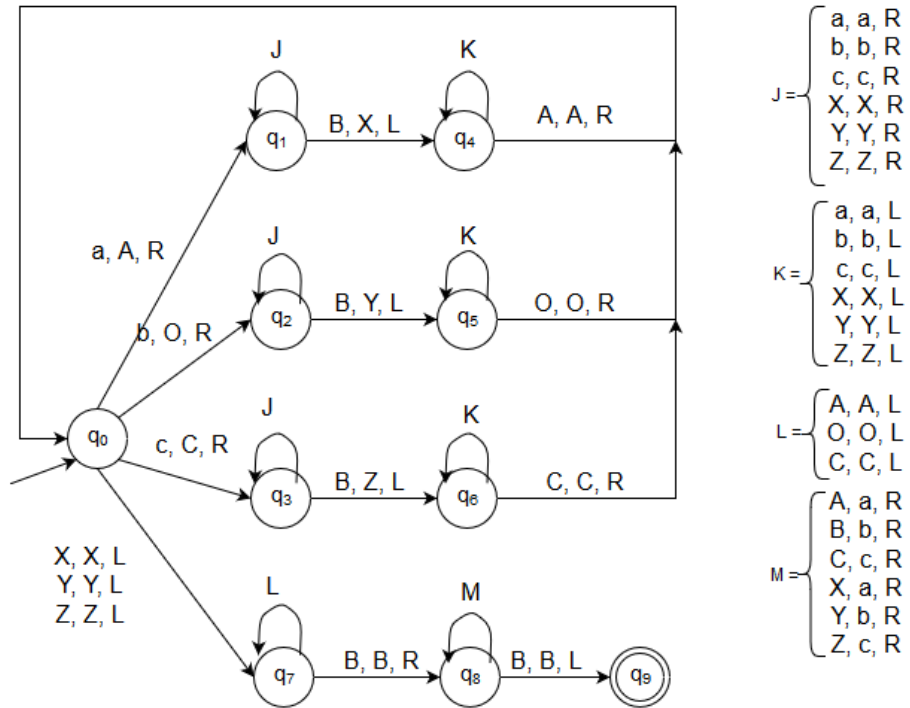 J
K
B, X, L
A, A, R
q1
q4
a, A, R
J
K
B, Y, L
O, O, R
q2
q5
b, O, R
J
K
q0
c, C, R
B, Z, L
C, C, R
q3
q6
X, X, L
Y, Y, L
Z, Z, L
L
M
B, B, R
B, B, L
q7
q8
q9
J =
a, a, R
b, b, R
c, c, R
X, X, R
Y, Y, R
Z, Z, R
K =
a, a, L
b, b, L
c, c, L
X, X, L
Y, Y, L
Z, Z, L
L =
A, A, L
O, O, L
C, C, L
M =
A, a, R
B, b, R
C, c, R
X, a, R
Y, b, R
Z, c, R